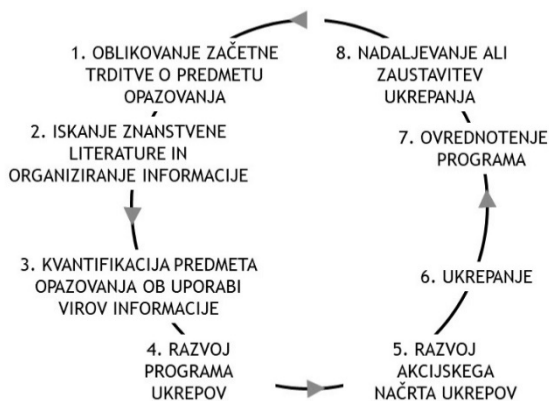 1. OBLIKOVANJE ZAČETNE
TRDITVE O PREDMETU
OPAZOVANJA
2. ISKANJE ZNANSTVENE
LITERATURE IN
ORGANIZIRANJE INFORMACIJE
3. KVANTIFIKACIJA PREDMETA
OPAZOVANJA OB UPORABI
VIROV INFORMACIJE
4. RAZVOJ
PROGRAMA
UKREPOV
5. RAZVOJ
AKCIJSKEGA
NAČRTA UKREPOV
6. UKREPANJE
7. OVREDNOTENJE
PROGRAMA
8. NADALJEVANJE ALI
ZAUSTAVITEV
UKREPANJA